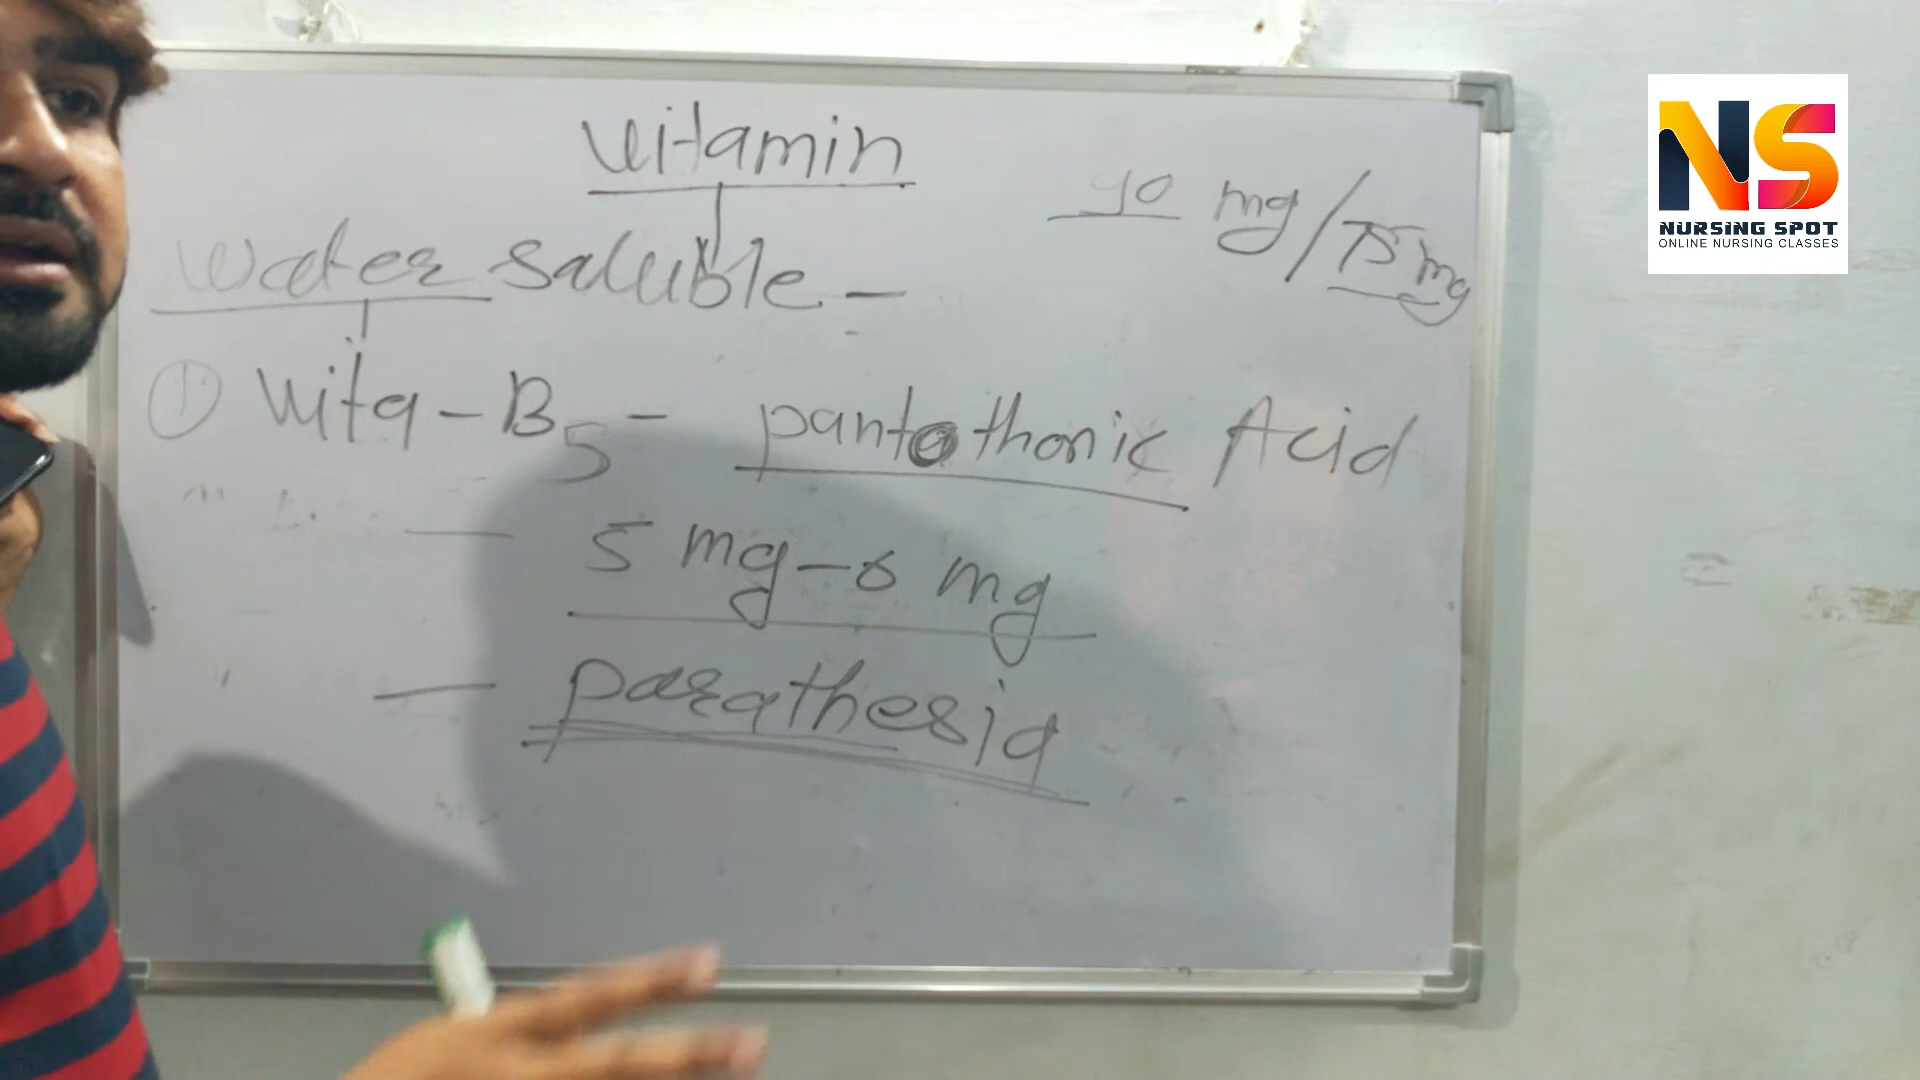 vitamin
90 mg/75 mg
water saluble -
① vita - B5 - pantothonic Acid
- 5 mg-6 mg
- parathesia
NS
NURSING SPOT
ONLINE NURSING CLASSES